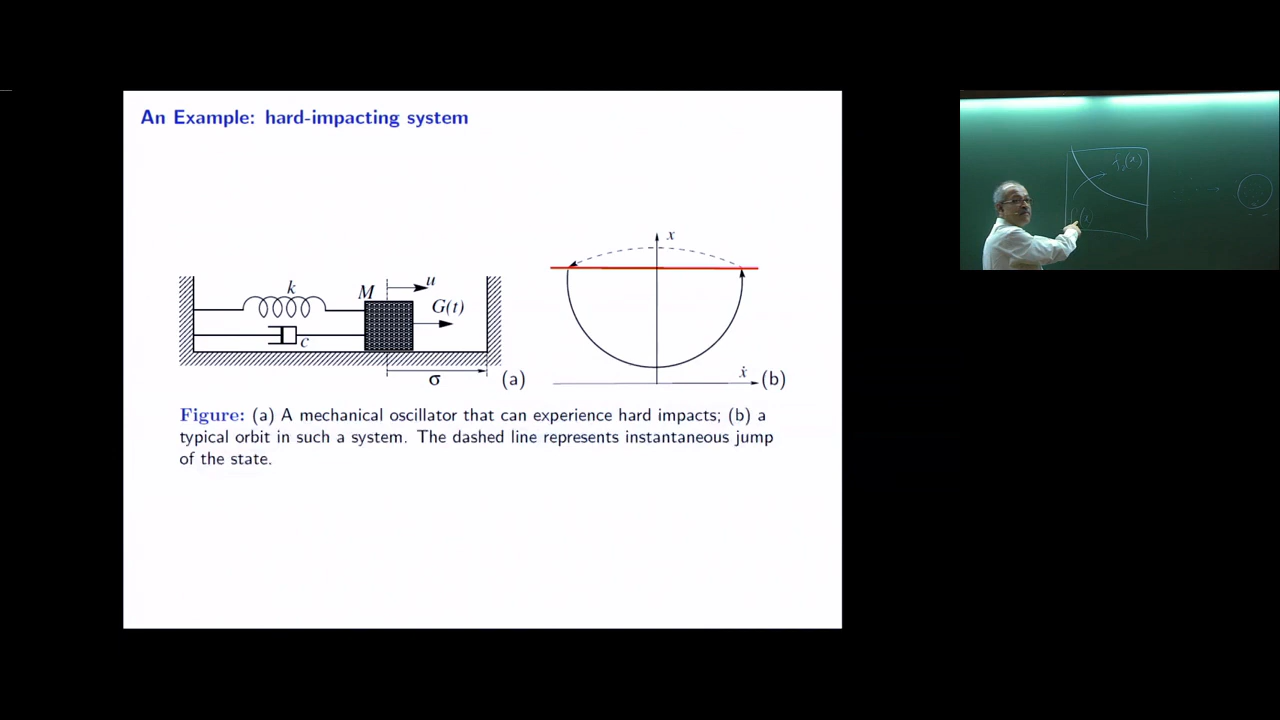 An Example: hard-impacting system
x
k
M
u
G(t)
c
σ
(a)
ẋ
(b)
Figure: (a) A mechanical oscillator that can experience hard impacts; (b) a
typical orbit in such a system. The dashed line represents instantaneous jump
of the state.